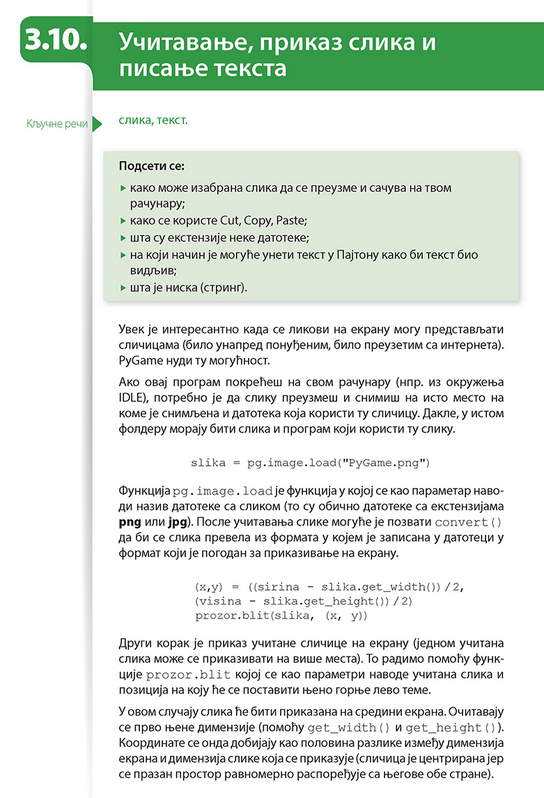 3.10.
Учитавање, приказ слика и
писање текста
Кључне речи
слика, текст.
Подсети се:
како може изабрана слика да се преузме и сачува на твом
рачунару;
како се користе Cut, Copy, Paste;
шта су екстензије неке датотеке;
на који начин је могуће унети текст у Пајтону како би текст био
видљив;
шта је ниска (стринг).
Увек је интересантно када се ликови на екрану могу представљати
сличицама (било унапред понуђеним, било преузетим са интернета).
PyGame нуди ту могућност.
Ако овај програм покрећеш на свом рачунару (нпр. из окружења
IDLE), потребно је да слику преузмеш и снимиш на исто место на
коме је снимљена и датотека која користи ту сличицу. Дакле, у истом
фолдеру морају бити слика и програм који користи ту слику.
slika = pg.image.load("PyGame.png")
Функција pg.image.load је функција у којој се као параметар наво-
ди назив датотеке са сликом (то су обично датотеке са екстензијама
png или jpg). После учитавања слике могуће је позвати convert()
да би се слика превела из формата у којем је записана у датотеци у
формат који је погодан за приказивање на екрану.
(x,y) = ((sirina - slika.get_width())/2,
(visina - slika.get_height())/2)
prozor.blit(slika, (x, y))
Други корак је приказ учитане сличице на екрану (једном учитана
слика може се приказивати на више места). То радимо помоћу функ-
ције prozor.blit којој се као параметри наводе учитана слика и
позиција на коју ће се поставити њено горње лево теме.
У овом случају слика ће бити приказана на средини екрана. Очитавају
се прво њене димензије (помоћу get_width() и get_height()).
Координате се онда добијају као половина разлике између димензија
екрана и димензија слике која се приказује (сличица је центрирана јер
се празан простор равномерно распоређује са његове обе стране).